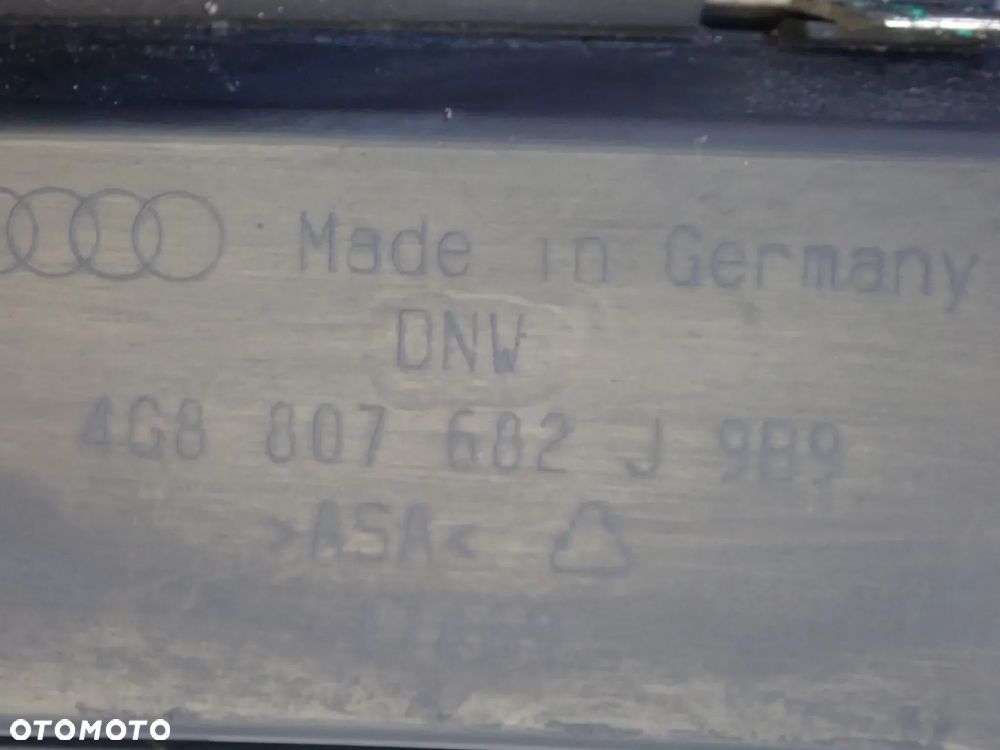 Made in Germany
DNW
4G8 807 682 J 9B9
>ASA<
OTOMOTO